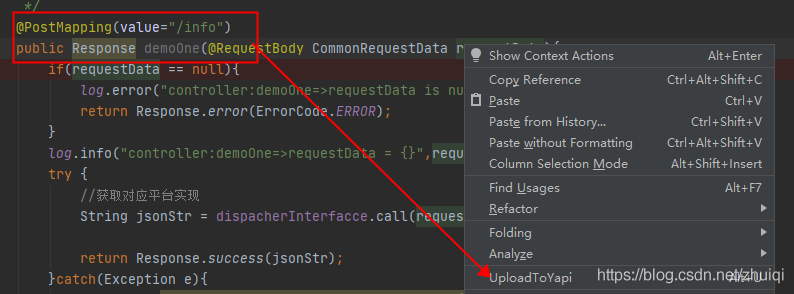 */
@PostMapping(value="/info")
public Response demoOne(@RequestBody CommonRequestData
if(requestData == null){
log.error("controller:demoOne=>requestData is nu
return Response.error(ErrorCode.ERROR);
}
log.info("controller:demoOne=>requestData = {}",requ
try {
//获取对应平台实现
String jsonStr = dispacherInterfacce.call(reques
return Response.success(jsonStr);
}catch(Exception e){
Show Context Actions Alt+Enter
Copy Reference Ctrl+Alt+Shift+C
Paste Ctrl+V
Paste from History... Ctrl+Shift+V
Paste without Formatting Ctrl+Alt+Shift+V
Column Selection Mode Alt+Shift+Insert
Find Usages Alt+F7
Refactor
Folding
Analyze
UploadToYapi Alt+U
https://blog.csdn.net/zhuiqi